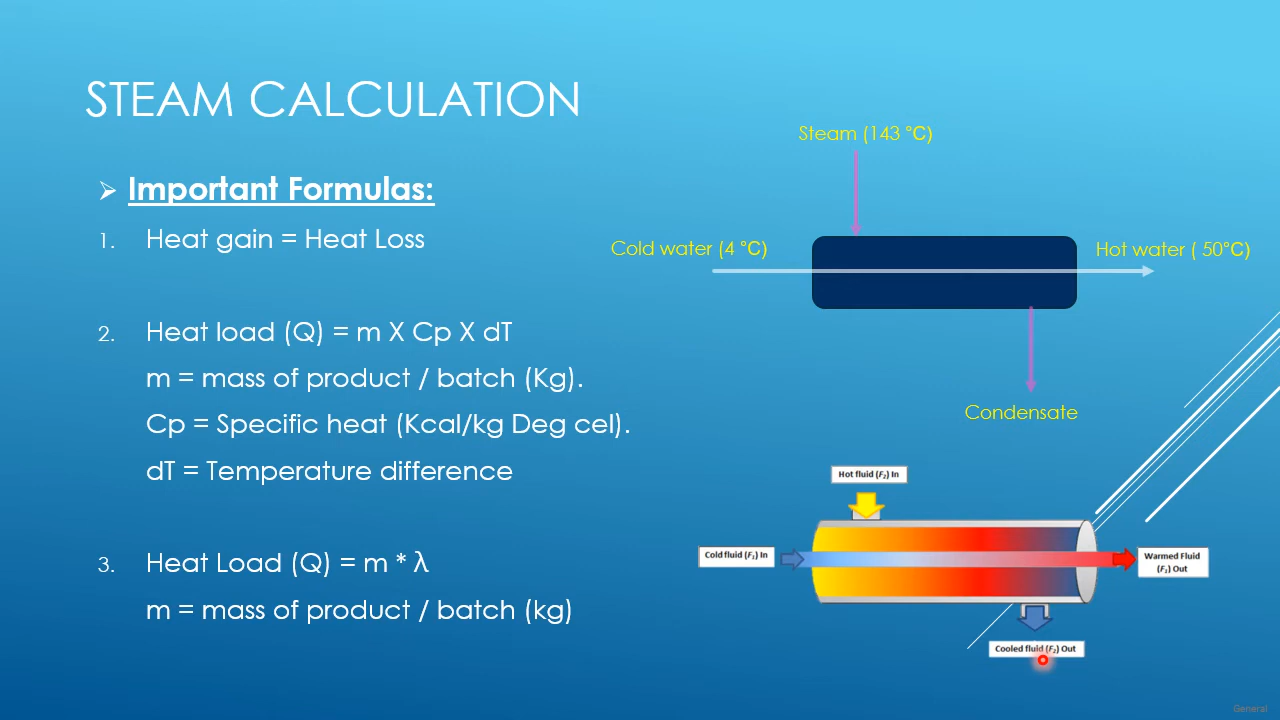 STEAM CALCULATION
➢ Important Formulas:
1. Heat gain = Heat Loss
2. Heat load (Q) = m X Cp X dT
m = mass of product / batch (Kg).
Cp = Specific heat (Kcal/kg Deg cel).
dT = Temperature difference
3. Heat Load (Q) = m * λ
m = mass of product / batch (kg)
Steam (143 °C)
Cold water (4 °C)
Hot water ( 50°C)
Condensate
Hot fluid (F₂) In
Cold fluid (F₁) In
Warmed Fluid
(F₁) Out
Cooled fluid (F₂) Out
General